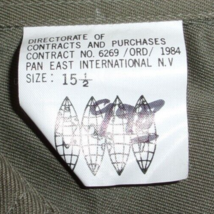 DIRECTORATE OF
CONTRACTS AND PURCHASES
CONTRACT NO. 6269 /ORD/ 1984
PAN EAST INTERNATIONAL N.V
SIZE: 15 ½